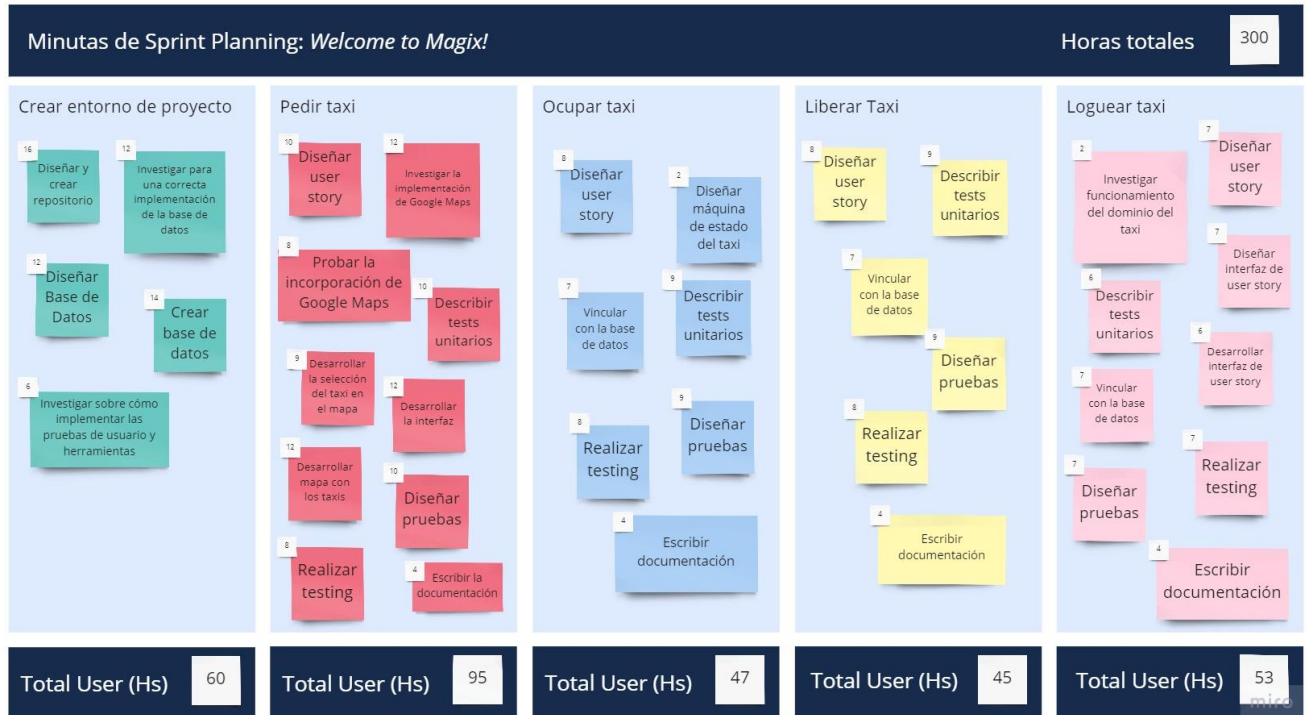 Minutas de Sprint Planning: Welcome to Magix!
Horas totales
300
Crear entorno de proyecto
16
Diseñar y
crear
repositorio
12
Investigar para
una correcta
implementación
de la base de
datos
12
Diseñar
Base de
Datos
14
Crear
base de
datos
6
Investigar sobre cómo
implementar las
pruebas de usuario y
herramientas
Total User (Hs)
60
Pedir taxi
10
Diseñar
user
story
12
Investigar la
implementación
de Google Maps
8
Probar la
incorporación de
Google Maps
10
Describir
tests
unitarios
9
Desarrollar
la selección
del taxi en
el mapa
12
Desarrollar
la interfaz
12
Desarrollar
mapa con
los taxis
10
Diseñar
pruebas
8
Realizar
testing
4
Escribir la
documentación
Total User (Hs)
95
Ocupar taxi
8
Diseñar
user
story
2
Diseñar
máquina
de estado
del taxi
7
Vincular
con la base
de datos
9
Describir
tests
unitarios
9
Diseñar
pruebas
8
Realizar
testing
4
Escribir
documentación
Total User (Hs)
47
Liberar Taxi
8
Diseñar
user
story
9
Describir
tests
unitarios
7
Vincular
con la base
de datos
9
Diseñar
pruebas
8
Realizar
testing
4
Escribir
documentación
Total User (Hs)
45
Loguear taxi
2
Investigar
funcionamiento
del dominio del
taxi
7
Diseñar
user
story
7
Diseñar
interfaz de
user story
6
Describir
tests
unitarios
6
Desarrollar
interfaz de
user story
7
Vincular
con la base
de datos
7
Realizar
testing
7
Diseñar
pruebas
4
Escribir
documentación
Total User (Hs)
53
miro